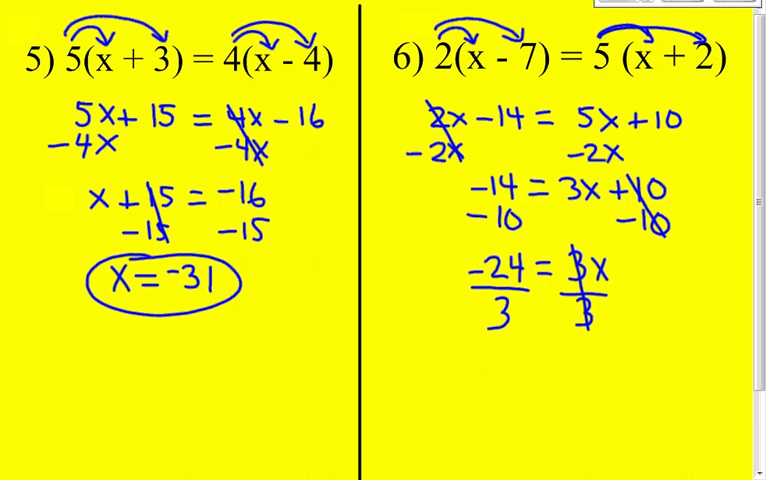 5) 5(x + 3) = 4(x - 4)
5x + 15 = 4x - 16
-4x -4x
x + 15 = -16
-15 -15
x = -31
6) 2(x - 7) = 5 (x + 2)
2x - 14 = 5x + 10
-2x -2x
-14 = 3x + 10
-10 -10
-24 = 3x
3 3